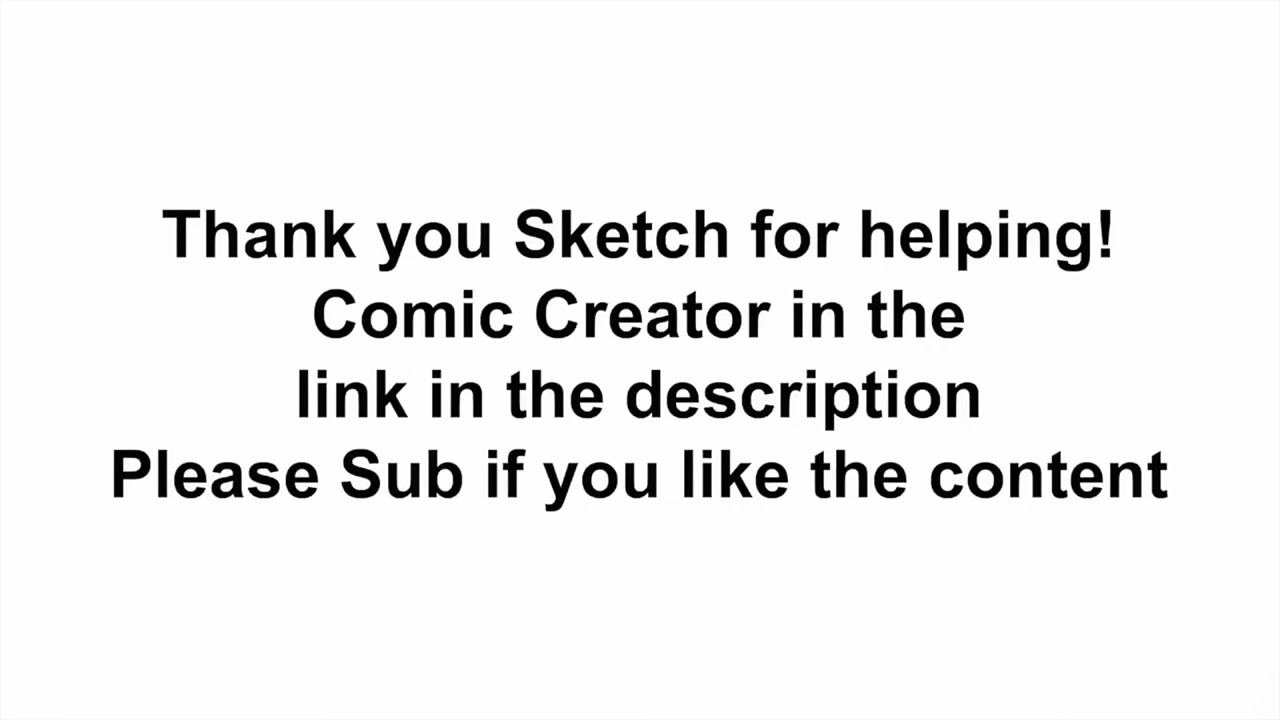 Thank you Sketch for helping!
Comic Creator in the
link in the description
Please Sub if you like the content